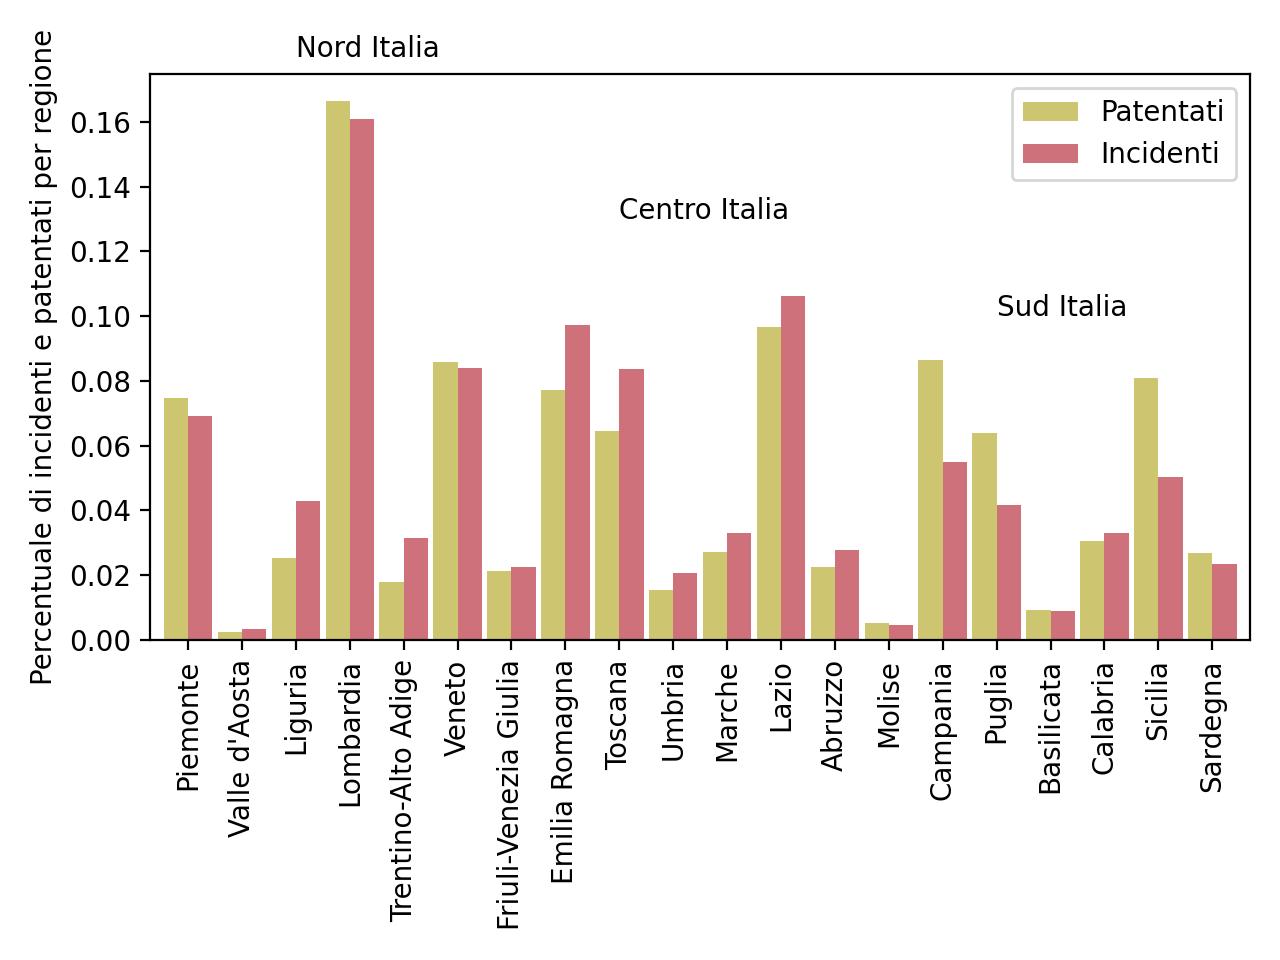 Nord Italia
Percentuale di incidenti e patentati per regione
Patentati
Incidenti
Centro Italia
Sud Italia
0.16
0.14
0.12
0.10
0.08
0.06
0.04
0.02
0.00
Piemonte
Valle d'Aosta
Liguria
Lombardia
Trentino-Alto Adige
Veneto
Friuli-Venezia Giulia
Emilia Romagna
Toscana
Umbria
Marche
Lazio
Abruzzo
Molise
Campania
Puglia
Basilicata
Calabria
Sicilia
Sardegna